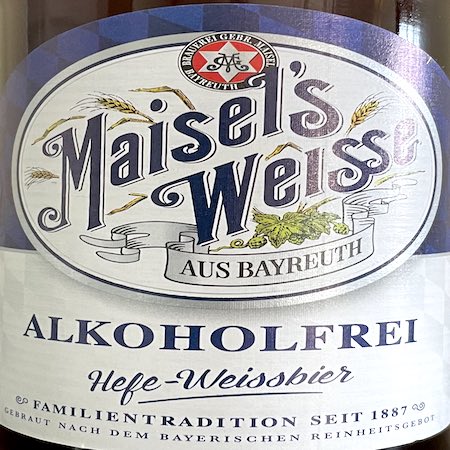 BRAUEREI GEBR. MAISEL
MB
BAYREUTH
Maisel's
Weisse
AUS BAYREUTH
ALKOHOLFREI
Hefe-Weissbier
FAMILIENTRADITION SEIT 1887
GEBRAUT NACH DEM BAYERISCHEN REINHEITSGEBOT